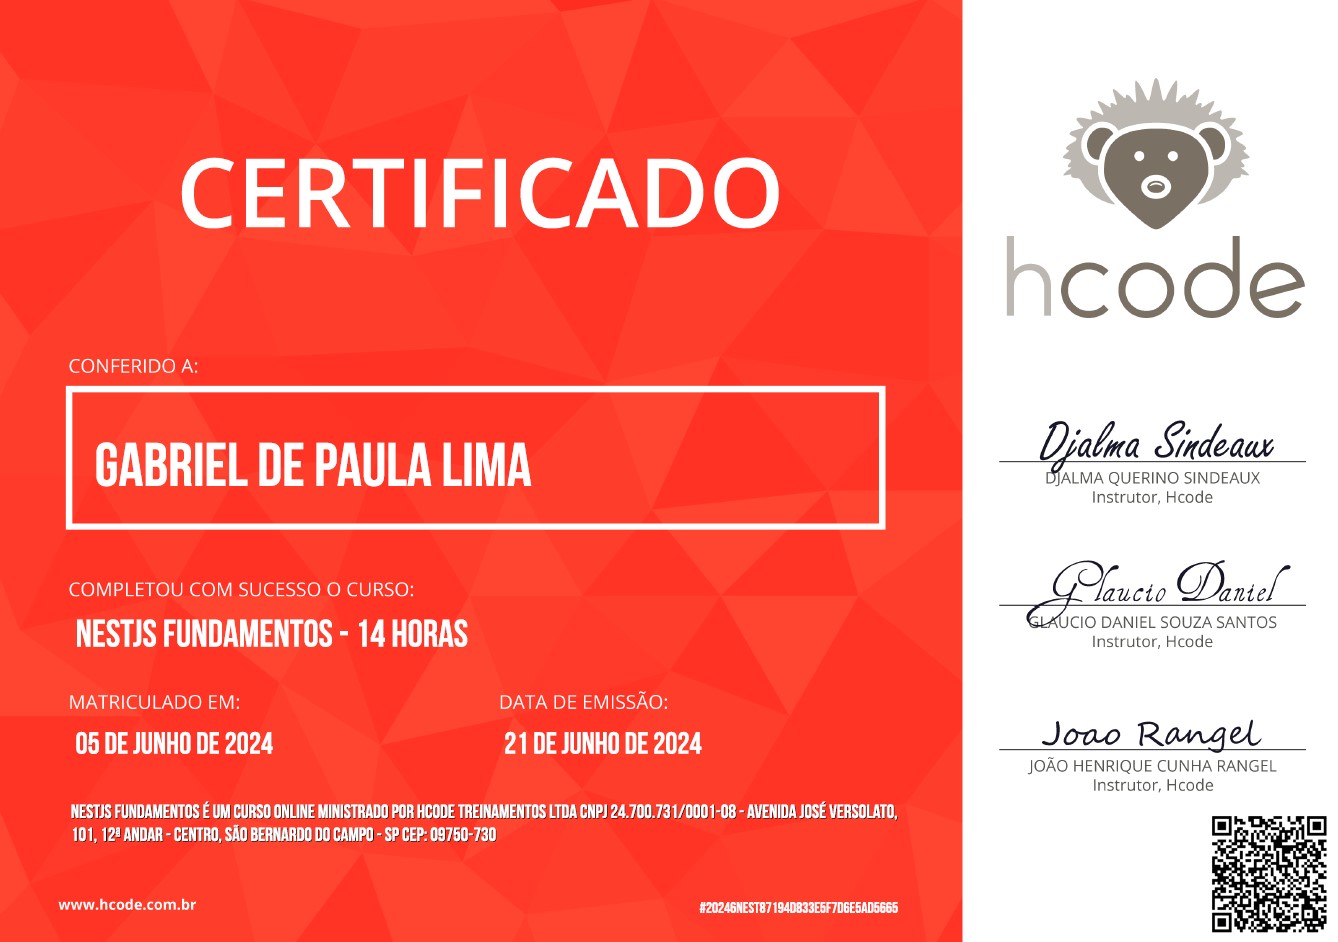 CERTIFICADO
CONFERIDO A:
GABRIEL DE PAULA LIMA
COMPLETOU COM SUCESSO O CURSO:
NESTJS FUNDAMENTOS - 14 HORAS
MATRICULADO EM:
05 DE JUNHO DE 2024
DATA DE EMISSÃO:
21 DE JUNHO DE 2024
NESTJS FUNDAMENTOS É UM CURSO ONLINE MINISTRADO POR HCODE TREINAMENTOS LTDA CNPJ 24.700.731/0001-08 - AVENIDA JOSÉ VERSOLATO,
101, 12ª ANDAR - CENTRO, SÃO BERNARDO DO CAMPO - SP CEP: 09750-730
www.hcode.com.br
#20246NEST87194D833E5F7D6E5AD5665
hcode
Djalma Sindeaux
DJALMA QUERINO SINDEAUX
Instrutor, Hcode
Glaucio Daniel
GLAUCIO DANIEL SOUZA SANTOS
Instrutor, Hcode
Joao Rangel
JOÃO HENRIQUE CUNHA RANGEL
Instrutor, Hcode